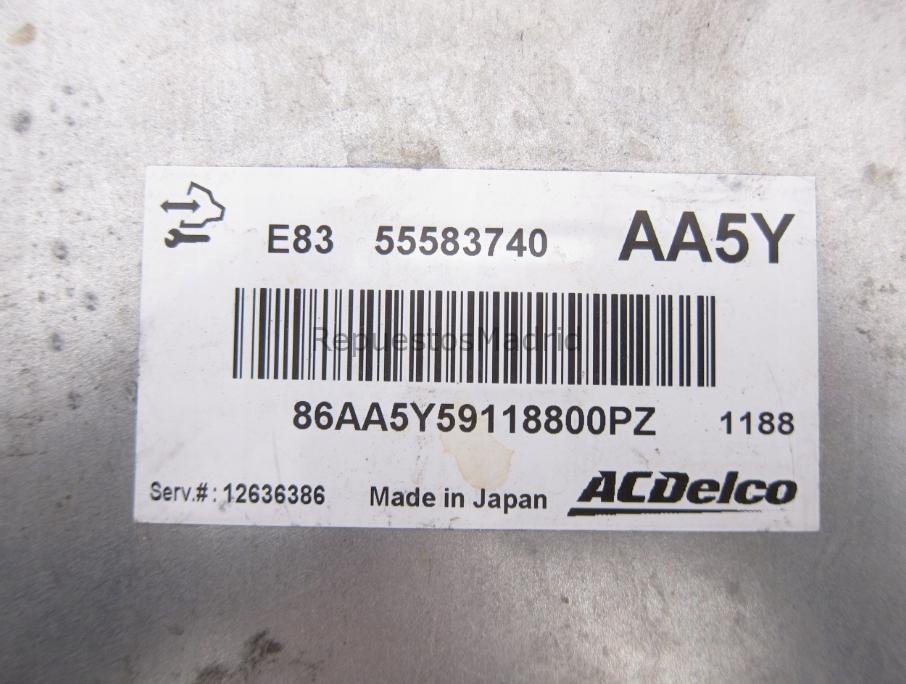 E83 55583740 AA5Y
RepuestosMadrid
86AA5Y59118800PZ 1188
Serv.#: 12636386 Made in Japan ACDelco